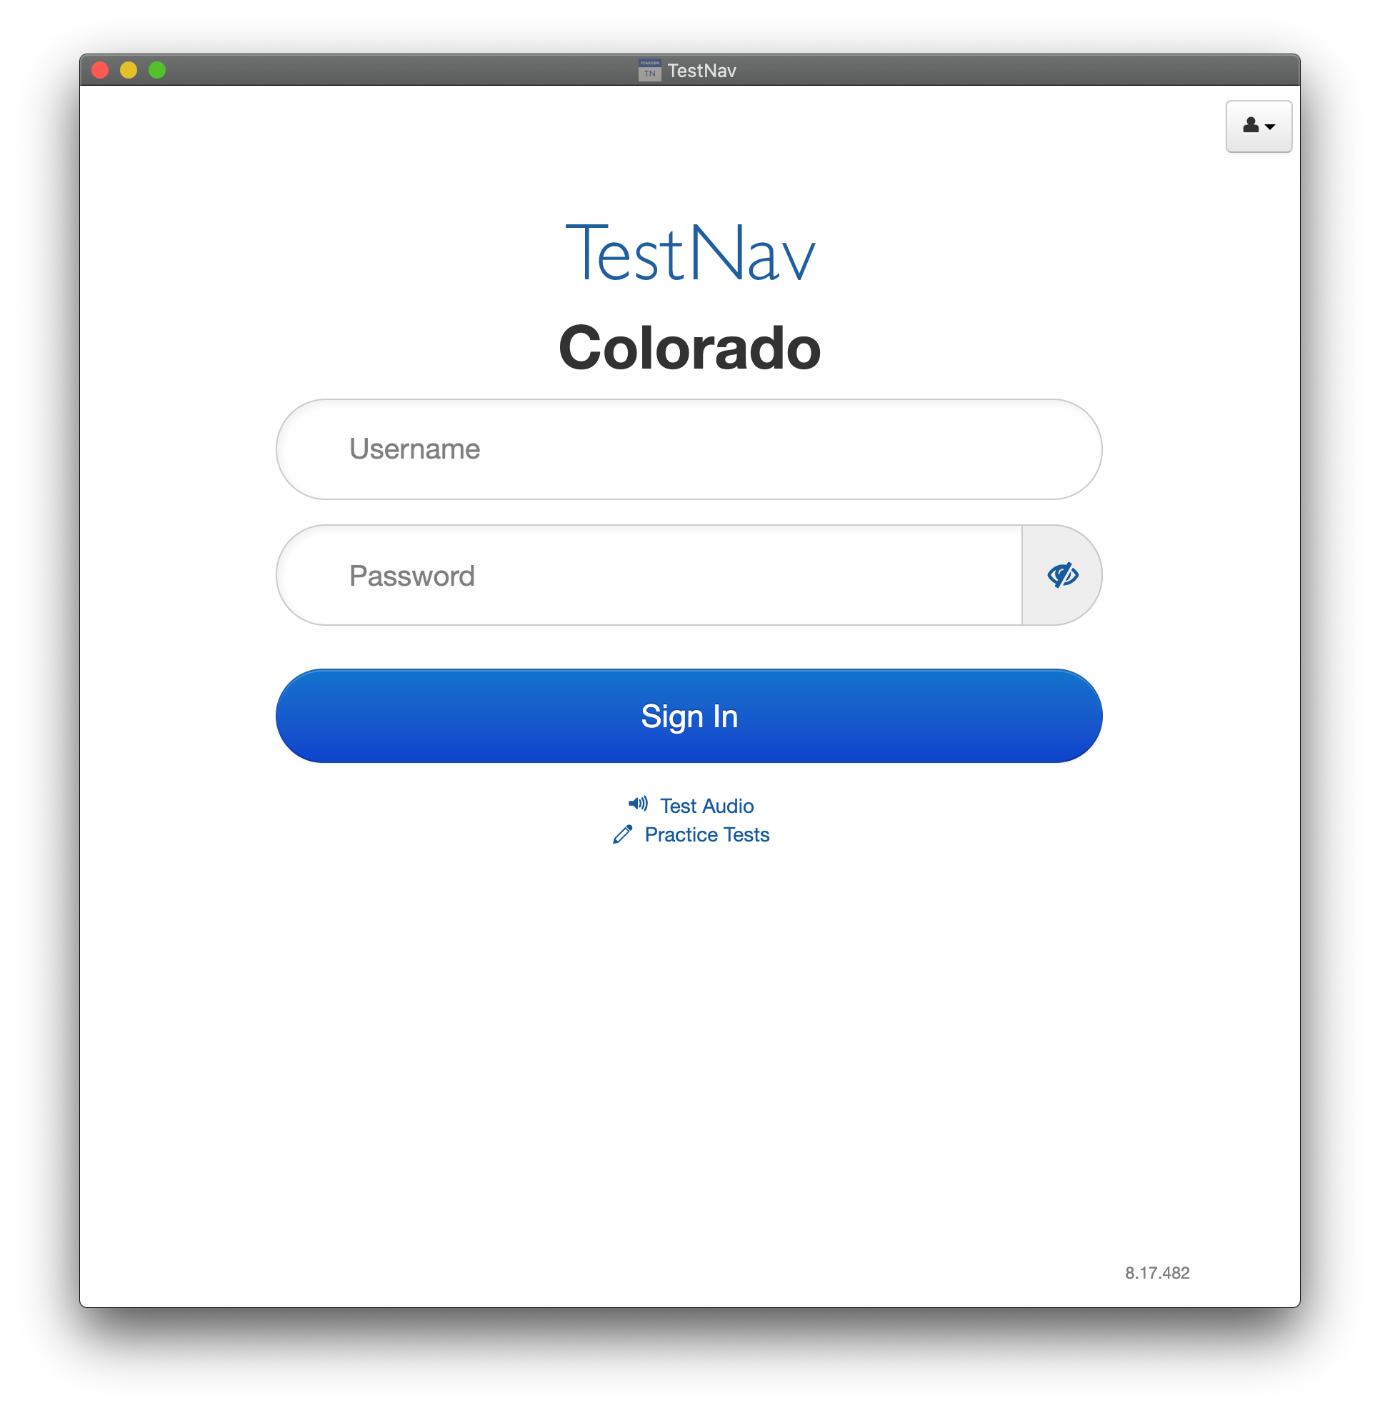 TestNav
TestNav
Colorado
Username
Password
Sign In
Test Audio
Practice Tests
8.17.482